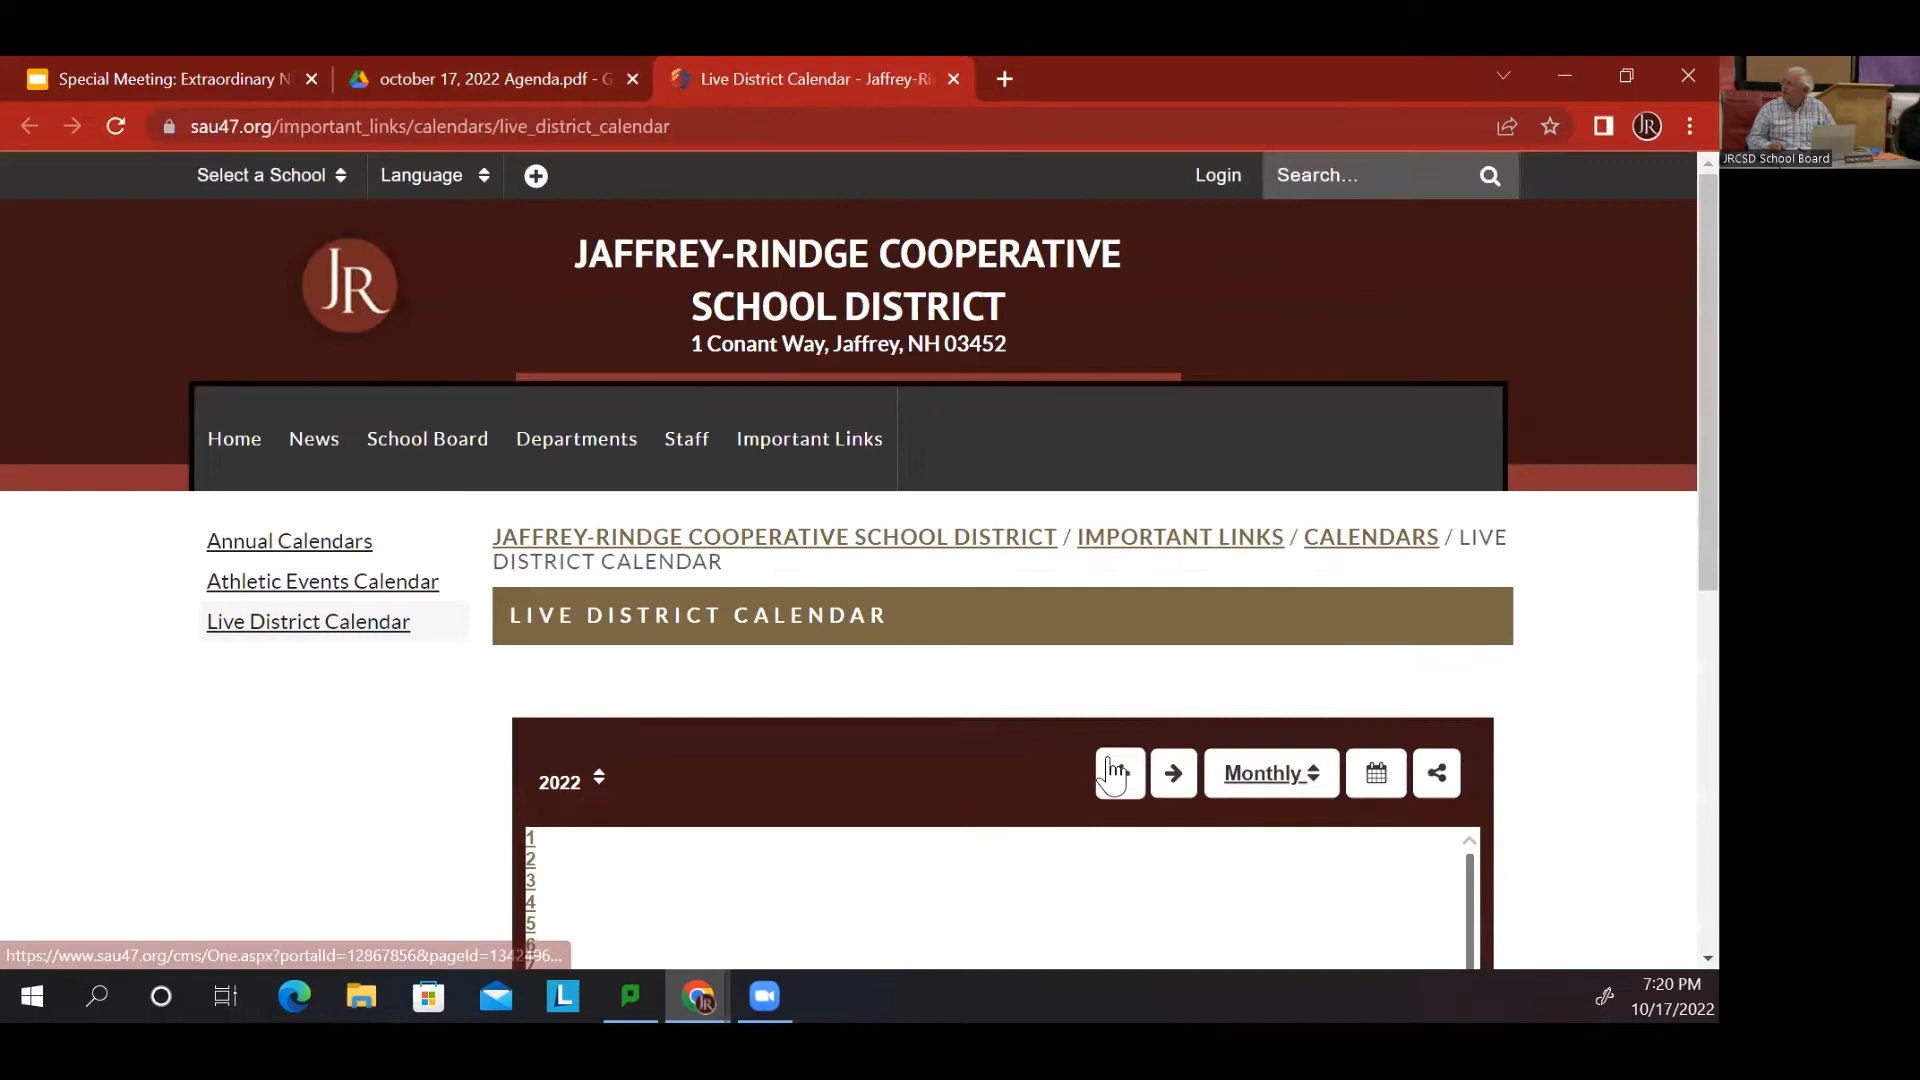 Special Meeting: Extraordinary N
october 17, 2022 Agenda.pdf - G
Live District Calendar - Jaffrey-Ri
sau47.org/important_links/calendars/live_district_calendar
JR
JRCSD School Board
Select a School
Language
Login
Search...
JR
JAFFREY-RINDGE COOPERATIVE
SCHOOL DISTRICT
1 Conant Way, Jaffrey, NH 03452
Home News School Board Departments Staff Important Links
Annual Calendars
Athletic Events Calendar
Live District Calendar
JAFFREY-RINDGE COOPERATIVE SCHOOL DISTRICT / IMPORTANT LINKS / CALENDARS / LIVE
DISTRICT CALENDAR
LIVE DISTRICT CALENDAR
2022
Monthly
1
2
3
4
5
6
https://www.sau47.org/cms/One.aspx?portalId=12867856&pageId=1342496...
L
JR
7:20 PM
10/17/2022